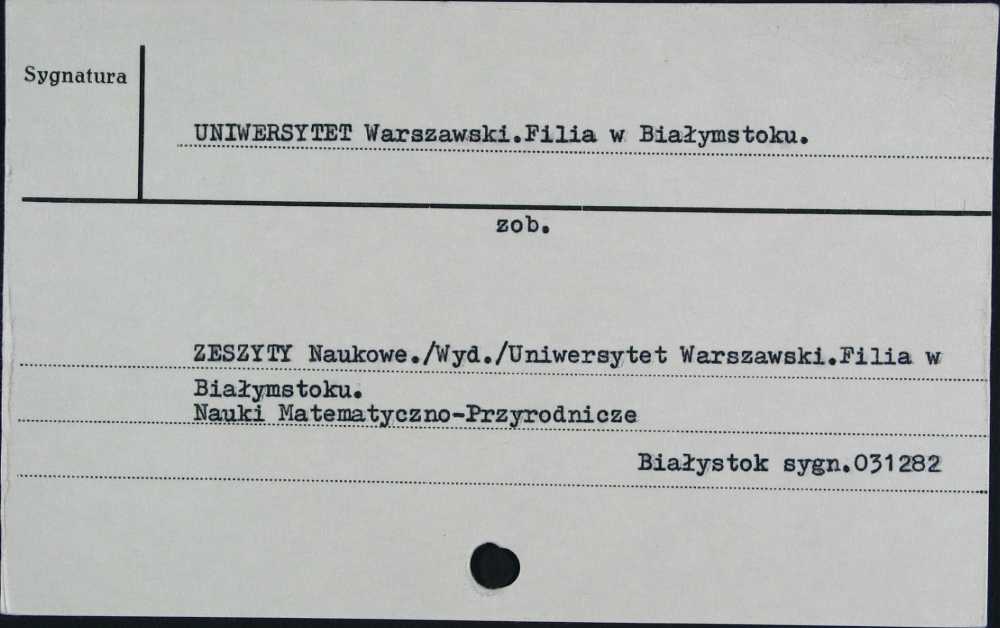 Sygnatura
UNIWERSYTET Warszawski.Filia w Białymstoku.
zob.
ZESZYTY Naukowe./Wyd./Uniwersytet Warszawski.Filia w
Białymstoku.
Nauki Matematyczno-Przyrodnicze
Białystok sygn.031282